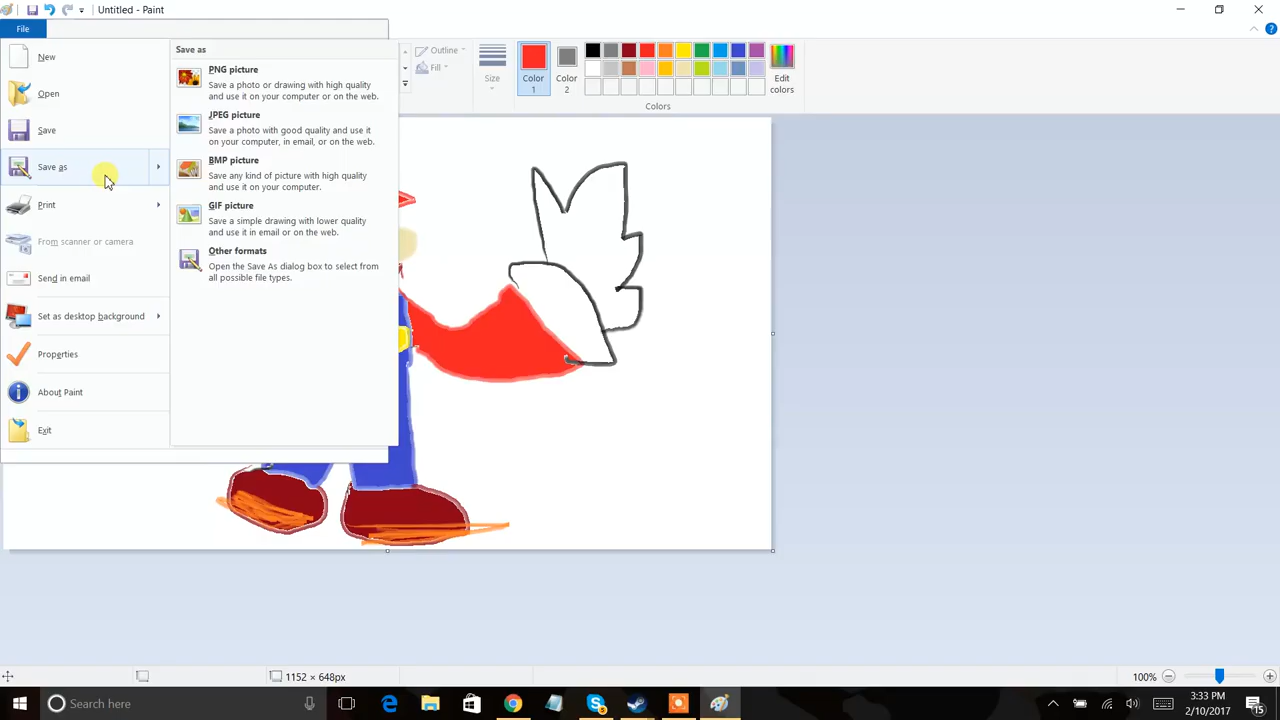 Untitled - Paint
File
New
Open
Save
Save as
Print
From scanner or camera
Send in email
Set as desktop background
Properties
About Paint
Exit
Save as
PNG picture
Save a photo or drawing with high quality
and use it on your computer or on the web.
JPEG picture
Save a photo with good quality and use it
on your computer, in email, or on the web.
BMP picture
Save any kind of picture with high quality
and use it on your computer.
GIF picture
Save a simple drawing with lower quality
and use it in email or on the web.
Other formats
Open the Save As dialog box to select from
all possible file types.
Outline
Fill
Size
Color
1
Color
2
Edit
colors
Colors
1152 × 648px
100%
Search here
3:33 PM
2/10/2017
15